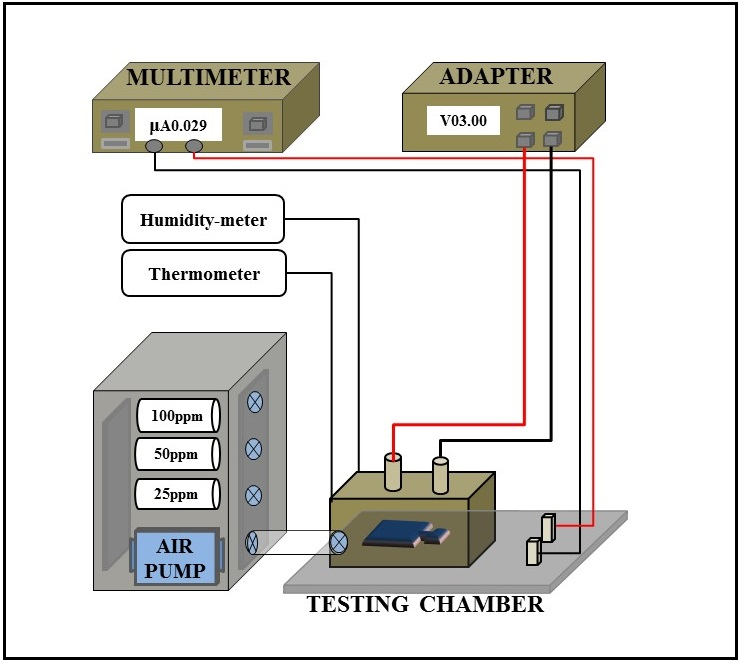 MULTIMETER
µA0.029
ADAPTER
V03.00
Humidity-meter
Thermometer
100ppm
50ppm
25ppm
AIR
PUMP
TESTING CHAMBER